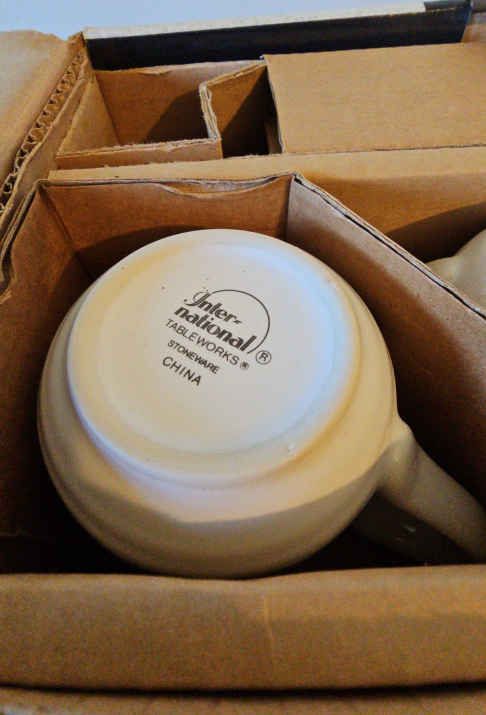 Inter-
national®
TABLEWORKS®
STONEWARE
CHINA